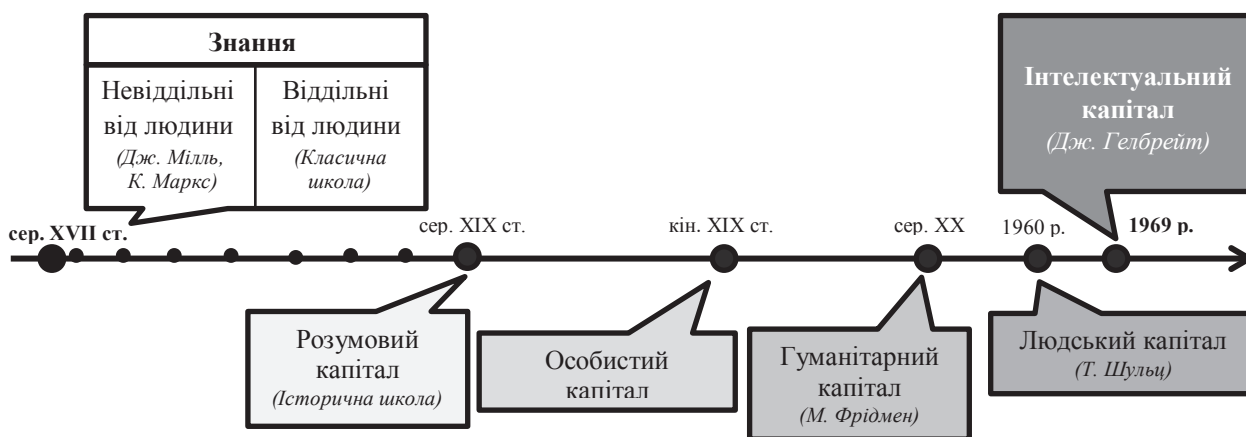 Знання
Невіддільні
від людини
(Дж. Мілль,
К. Маркс)
Віддільні
від людини
(Класична
школа)
Інтелектуальний
капітал
(Дж. Гелбрейт)
сер. XVII ст.
сер. XIX ст.
кін. XIX ст.
сер. XX
1960 р.
1969 р.
Розумовий
капітал
(Історична школа)
Особистий
капітал
Гуманітарний
капітал
(М. Фрідмен)
Людський капітал
(Т. Шульц)